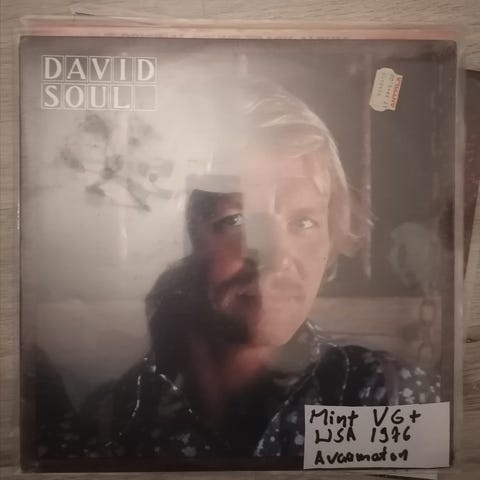 DAVID
SOUL
Mint VG+
USA 1976
Avaamaton